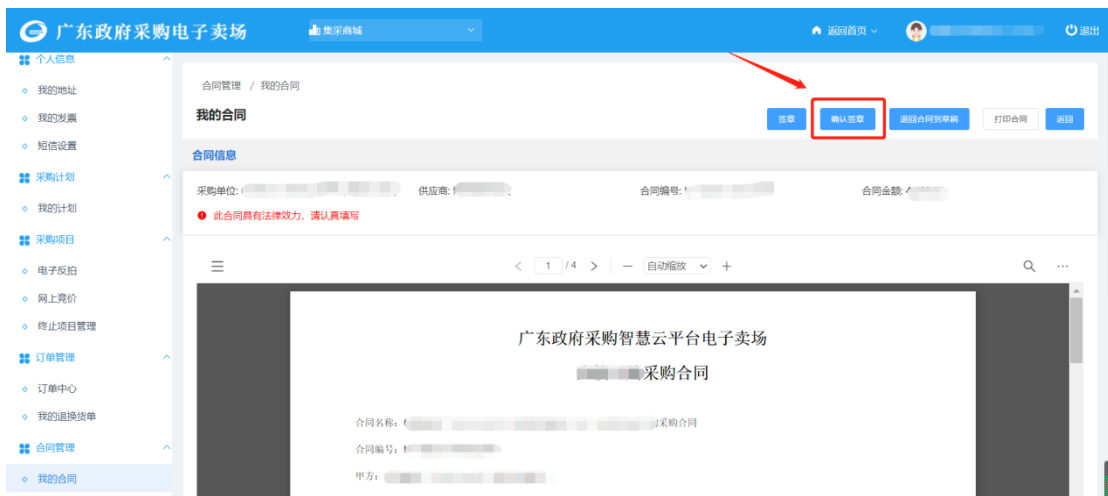 广东政府采购电子卖场
集采商城
返回首页
退出
个人信息
我的地址
我的发票
短信设置
采购计划
我的计划
采购项目
电子反拍
网上竞价
终止项目管理
订单管理
订单中心
我的退换货单
合同管理
我的合同
合同管理 / 我的合同
我的合同
签章 确认签章 退回合同到草稿 打印合同 返回
合同信息
采购单位: 供应商: 合同编号: 合同金额:
此合同具有法律效力，请认真填写
1 / 4 自动缩放
广东政府采购智慧云平台电子卖场
采购合同
合同名称： 采购合同
合同编号：
甲方：